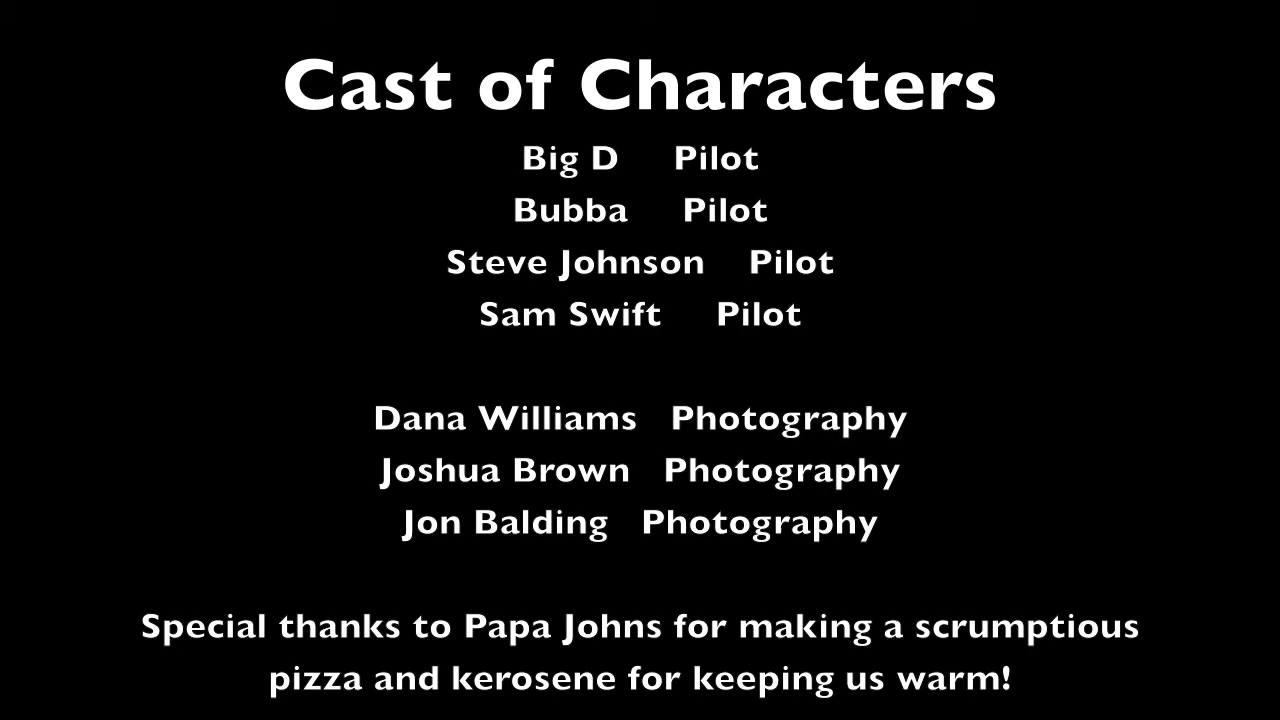 Cast of Characters
Big D Pilot
Bubba Pilot
Steve Johnson Pilot
Sam Swift Pilot
Dana Williams Photography
Joshua Brown Photography
Jon Balding Photography
Special thanks to Papa Johns for making a scrumptious
pizza and kerosene for keeping us warm!